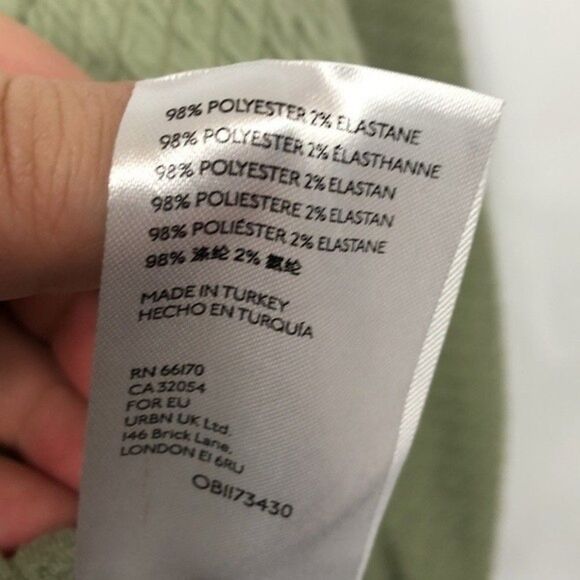 98% POLYESTER 2% ELASTANE
98% POLYESTER 2% ÉLASTHANNE
98% POLYESTER 2% ELASTAN
98% POLIESTERE 2% ELASTAN
98% POLIÉSTER 2% ELASTANE
98% 涤纶 2% 氨纶
MADE IN TURKEY
HECHO EN TURQUÍA
RN 66170
CA 32054
FOR EU
URBN UK Ltd
146 Brick Lane,
LONDON E1 6RU
OB1173430